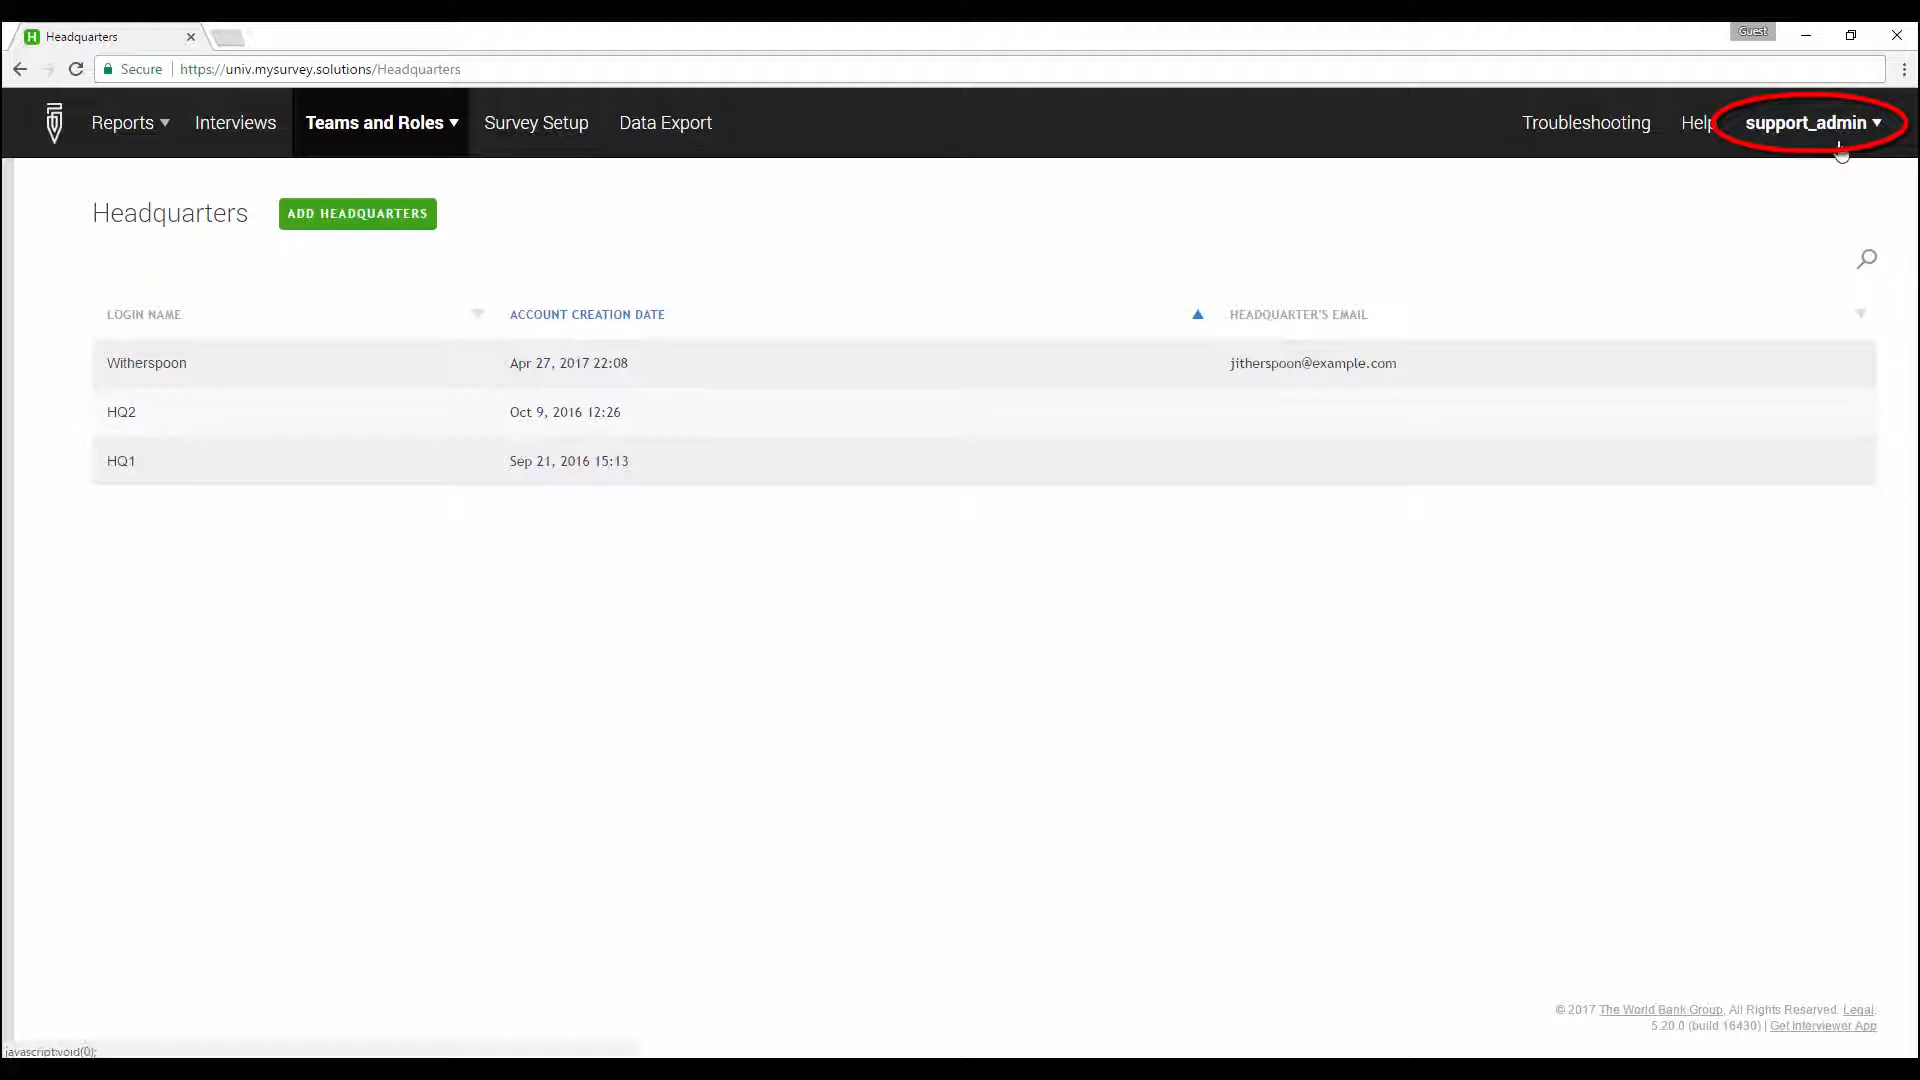 H Headquarters
Guest
Secure https://univ.mysurvey.solutions/Headquarters
Reports Interviews Teams and Roles Survey Setup Data Export Troubleshooting Help support_admin
Headquarters ADD HEADQUARTERS
LOGIN NAME ACCOUNT CREATION DATE HEADQUARTER'S EMAIL
Witherspoon Apr 27, 2017 22:08 jitherspoon@example.com
HQ2 Oct 9, 2016 12:26
HQ1 Sep 21, 2016 15:13
© 2017 The World Bank Group, All Rights Reserved. Legal.
5.20.0 (build 16430) | Get Interviewer App
javascript:void(0);